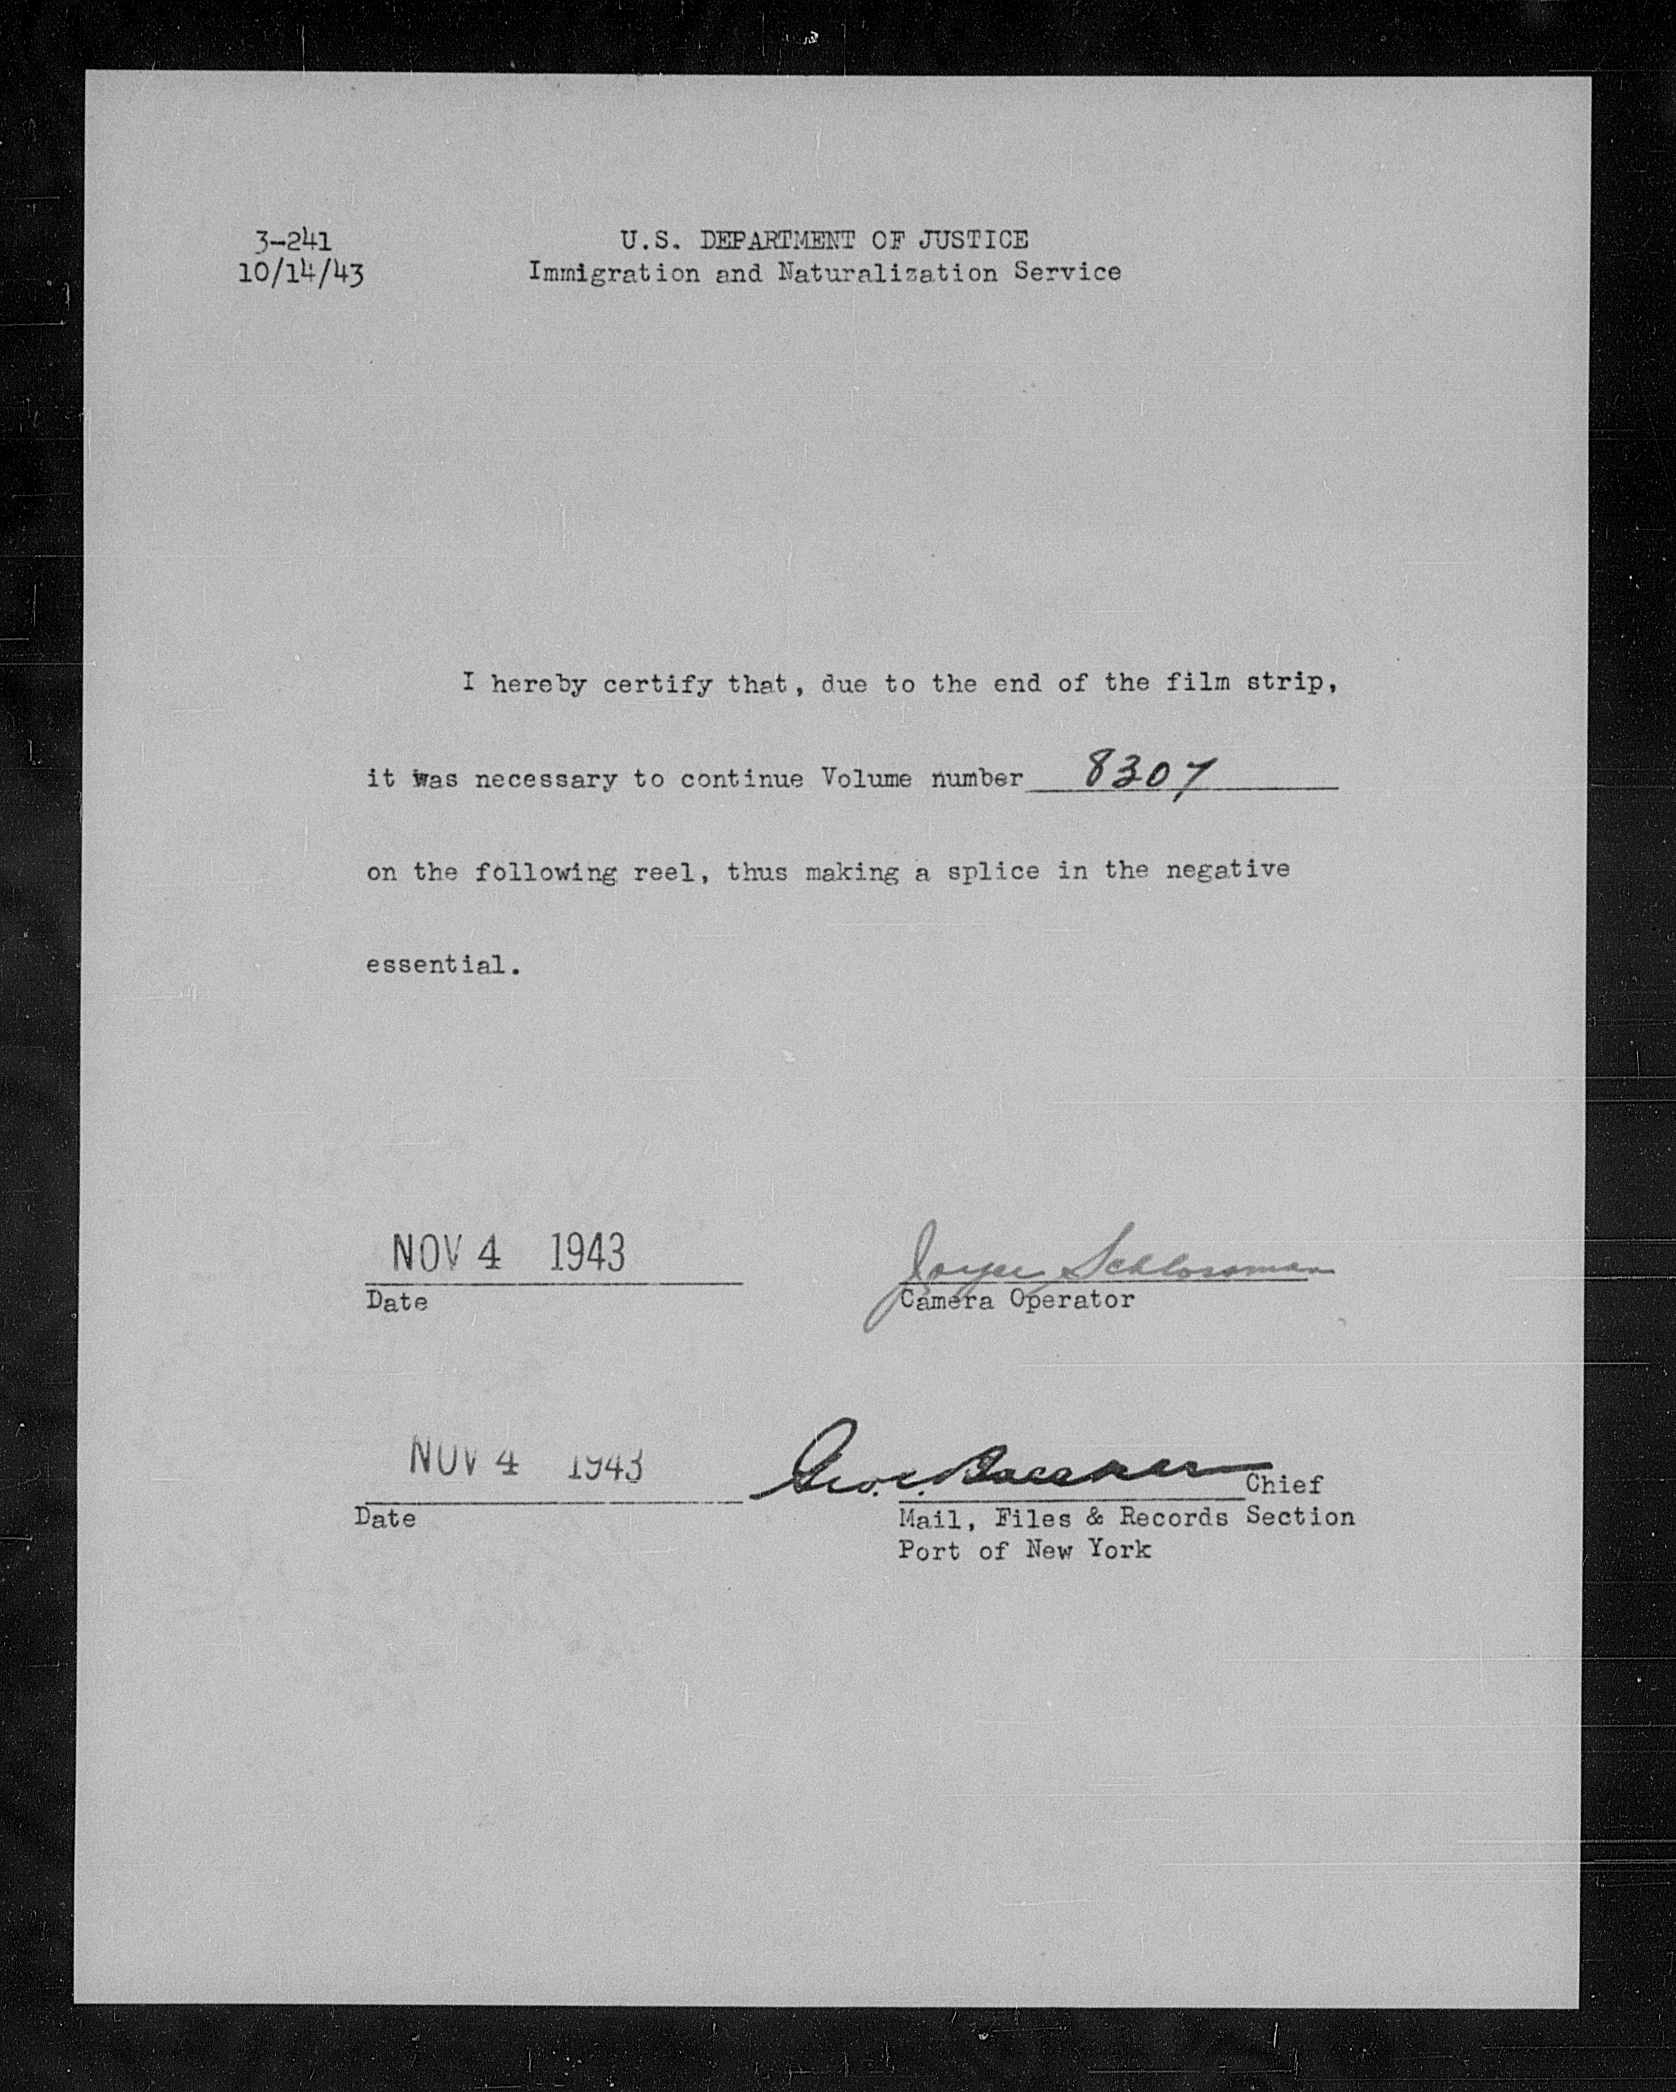 3-241
10/14/43
U.S. DEPARTMENT OF JUSTICE
Immigration and Naturalization Service
I hereby certify that, due to the end of the film strip,
it was necessary to continue Volume number 8307
on the following reel, thus making a splice in the negative
essential.
NOV 4 1943
Date
Joyce Schlossman
Camera Operator
NOV 4 1943
Date
Geo. C.
Chief
Mail, Files & Records Section
Port of New York